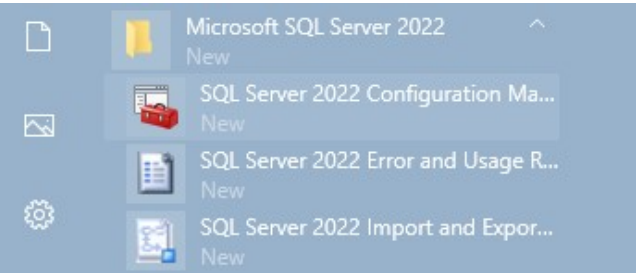 Microsoft SQL Server 2022
New
SQL Server 2022 Configuration Ma...
New
SQL Server 2022 Error and Usage R...
New
SQL Server 2022 Import and Expor...
New